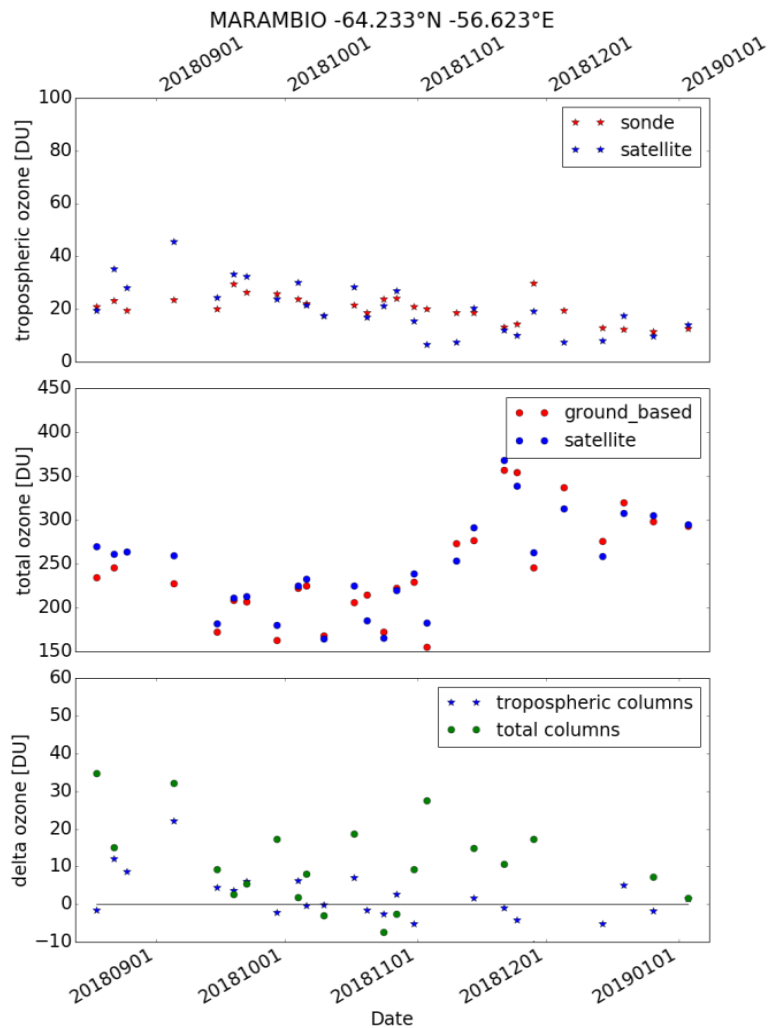 MARAMBIO -64.233°N -56.623°E
20180901 20181001 20181101 20181201 20190101
tropospheric ozone [DU]
100
80
60
40
20
0
sonde
satellite
total ozone [DU]
450
400
350
300
250
200
150
ground_based
satellite
delta ozone [DU]
60
50
40
30
20
10
0
−10
tropospheric columns
total columns
20180901 20181001 20181101 20181201 20190101
Date